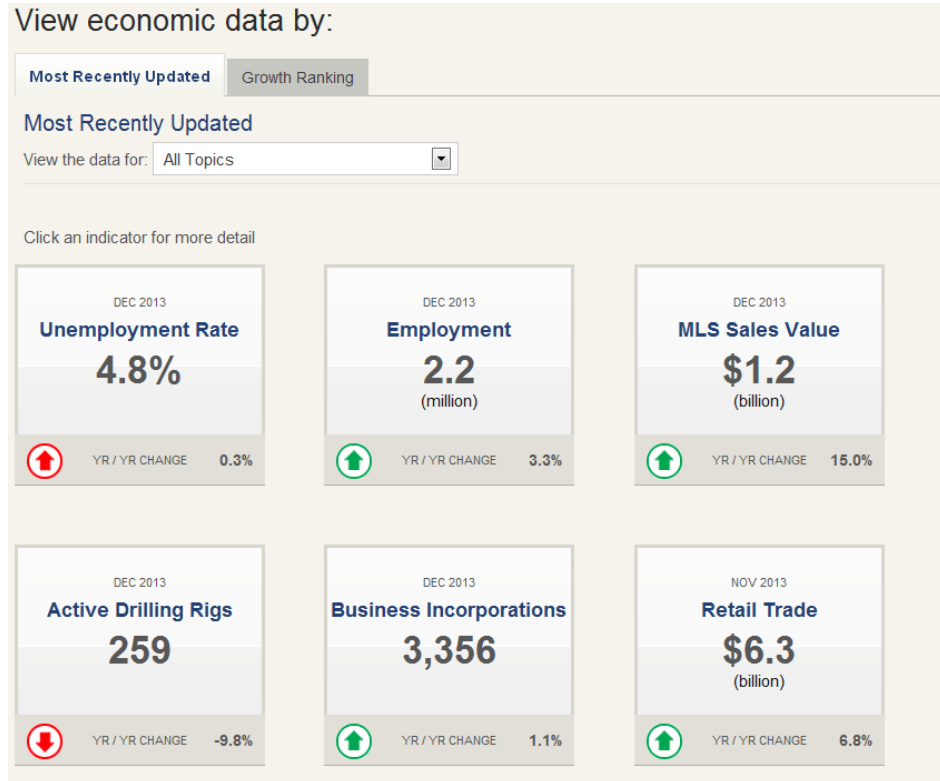 View economic data by:
Most Recently Updated
Growth Ranking
Most Recently Updated
View the data for: All Topics
Click an indicator for more detail
DEC 2013
Unemployment Rate
4.8%
YR / YR CHANGE 0.3%
DEC 2013
Employment
2.2
(million)
YR / YR CHANGE 3.3%
DEC 2013
MLS Sales Value
$1.2
(billion)
YR / YR CHANGE 15.0%
DEC 2013
Active Drilling Rigs
259
YR / YR CHANGE -9.8%
DEC 2013
Business Incorporations
3,356
YR / YR CHANGE 1.1%
NOV 2013
Retail Trade
$6.3
(billion)
YR / YR CHANGE 6.8%